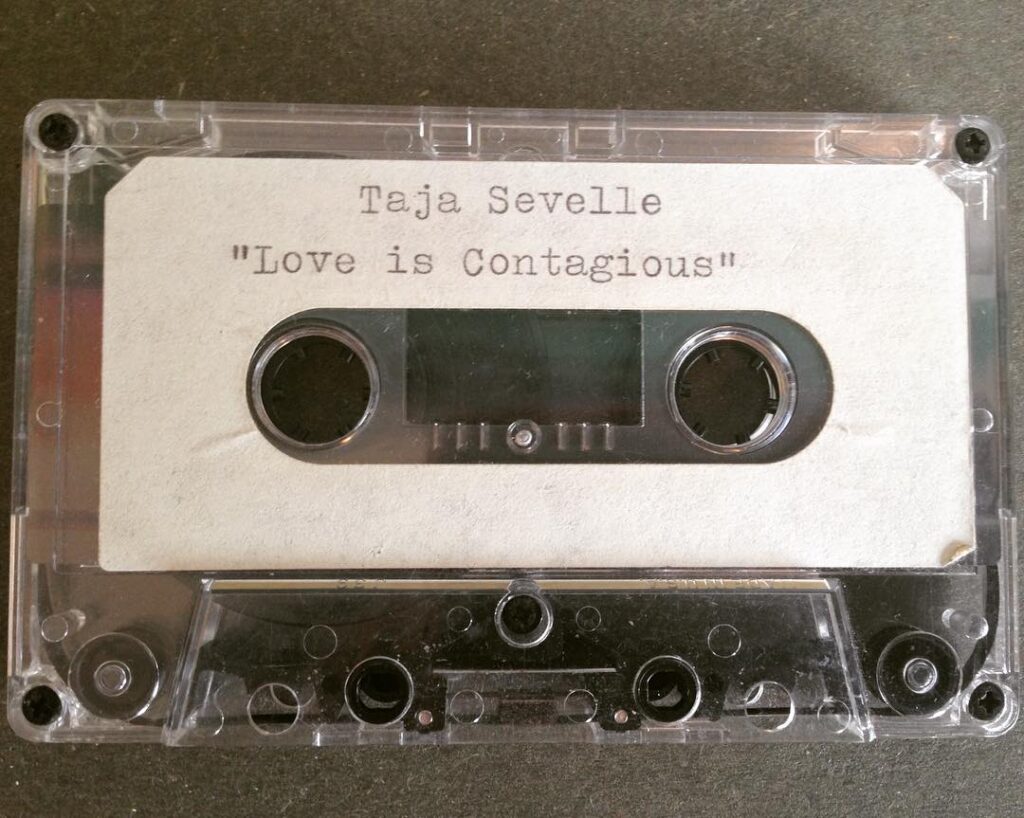 Taja Sevelle
"Love is Contagious"